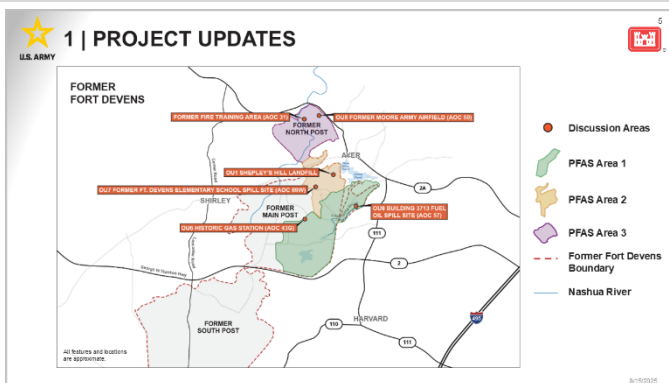 5
1 | PROJECT UPDATES
U.S. ARMY
FORMER
FORT DEVENS
FORMER FIRE TRAINING AREA (AOC 31)
FORMER MOORE ARMY AIRFIELD (AOC 50)
FORMER
NORTH POST
AYER
OU1 SHEPLEY'S HILL LANDFILL
2A
OU7 FORMER FT. DEVENS ELEMENTARY SCHOOL SPILL SITE (AOC 69W)
SHIRLEY
FORMER
MAIN POST
BUILDING 3713 FUEL
OIL SPILL SITE (AOC 57)
HISTORIC GAS STATION (AOC 43G)
111
2
FORMER
SOUTH POST
110
HARVARD
111
495
All features and locations
are approximate.
Discussion Areas
PFAS Area 1
PFAS Area 2
PFAS Area 3
Former Fort Devens
Boundary
Nashua River